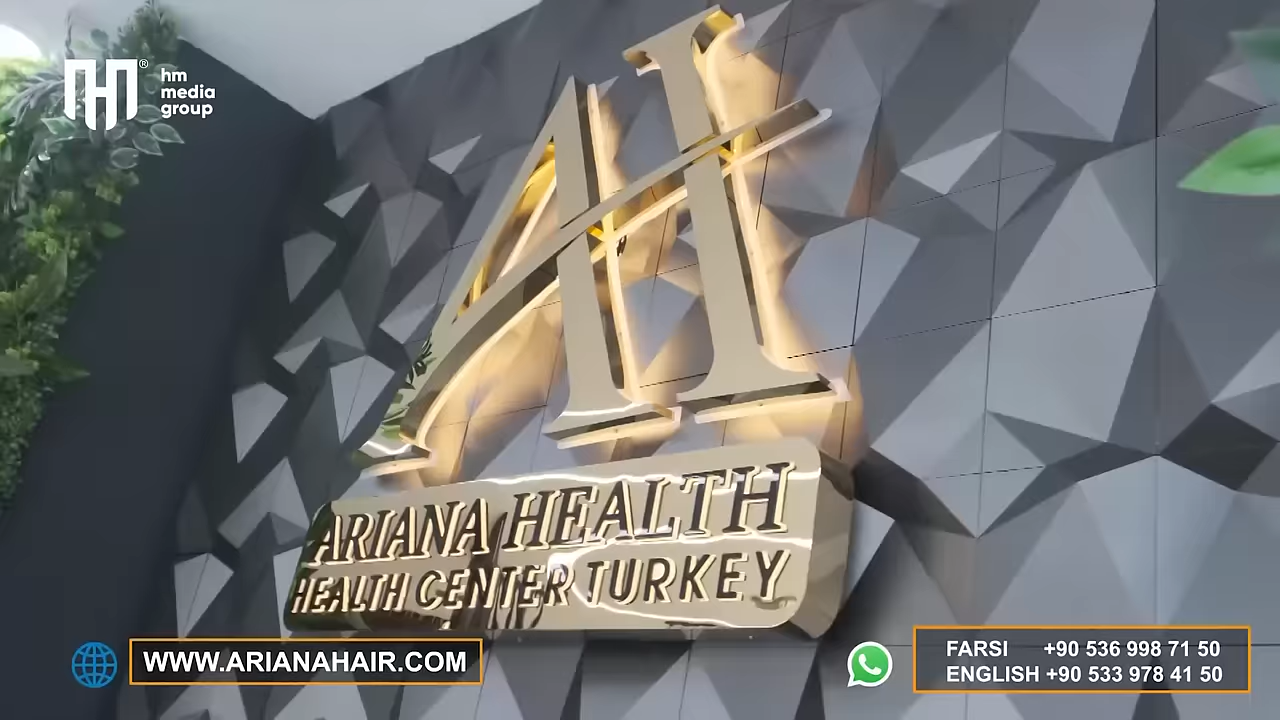 hm
media
group
AH
ARIANA HEALTH
HEALTH CENTER TURKEY
WWW.ARIANAHAIR.COM
FARSI +90 536 998 71 50
ENGLISH +90 533 978 41 50